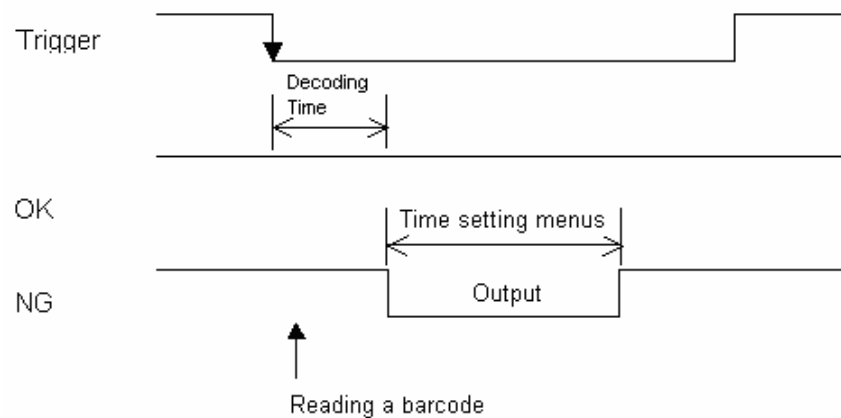 Trigger
Decoding
Time
OK
Time setting menus
NG
Output
Reading a barcode